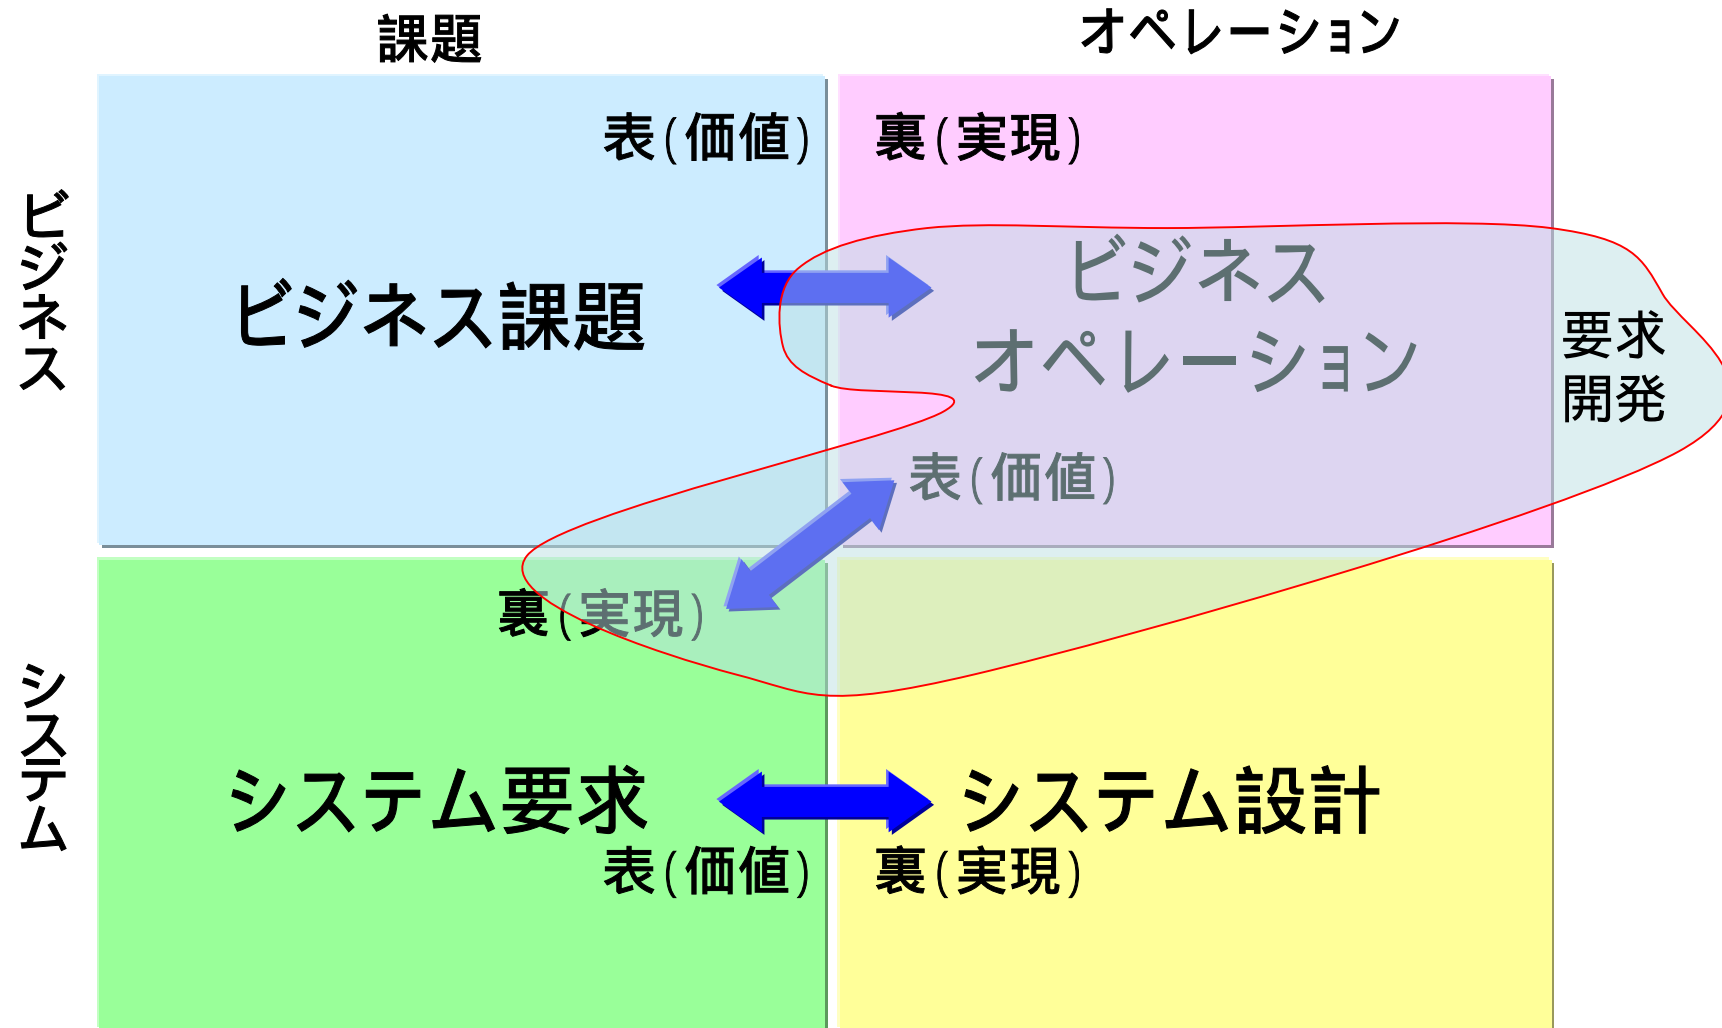 課題
オペレーション
ビジネス
表(価値)
裏(実現)
ビジネス課題
ビジネス
オペレーション
要求
開発
表(価値)
裏(実現)
システム
システム要求
システム設計
表(価値)
裏(実現)